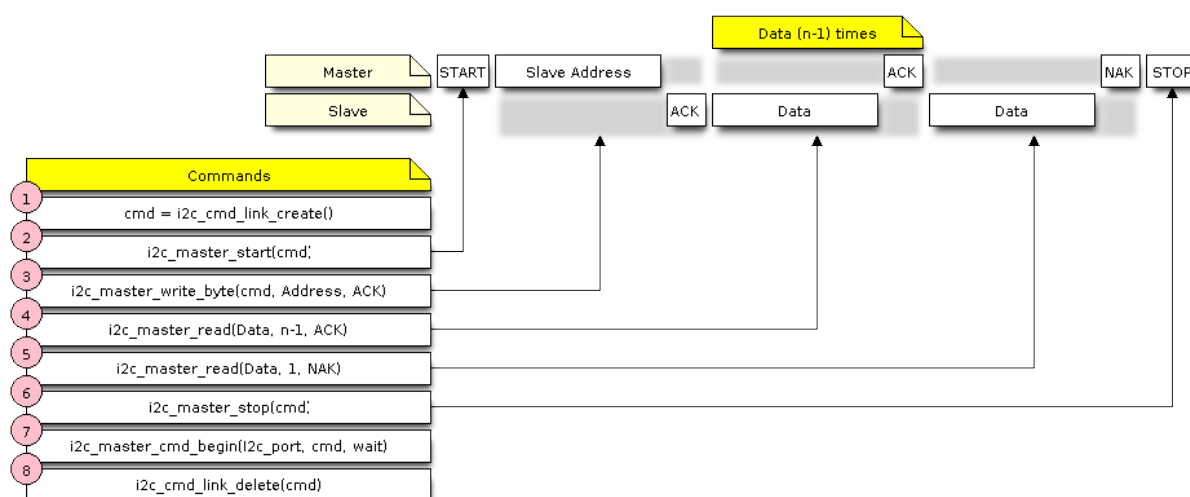 Data (n-1) times
Master START Slave Address ACK NAK STOP
Slave ACK Data Data
Commands
1
cmd = i2c_cmd_link_create()
2
i2c_master_start(cmd)
3
i2c_master_write_byte(cmd, Address, ACK)
4
i2c_master_read(Data, n-1, ACK)
5
i2c_master_read(Data, 1, NAK)
6
i2c_master_stop(cmd)
7
i2c_master_cmd_begin(I2c_port, cmd, wait)
8
i2c_cmd_link_delete(cmd)